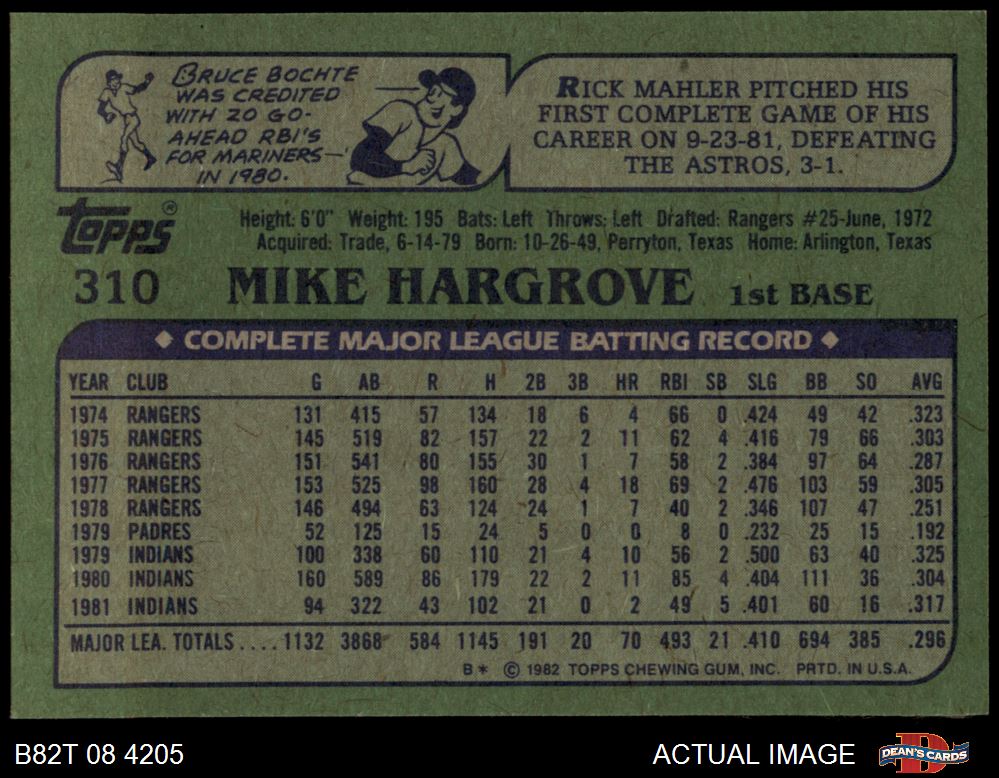 BRUCE BOCHTE
WAS CREDITED
WITH 20 GO-
AHEAD RBI'S
FOR MARINERS
IN 1980.
RICK MAHLER PITCHED HIS
FIRST COMPLETE GAME OF HIS
CAREER ON 9-23-81, DEFEATING
THE ASTROS, 3-1.
Topps®
Height: 6'0" Weight: 195 Bats: Left Throws: Left Drafted: Rangers #25-June, 1972
Acquired: Trade, 6-14-79 Born: 10-26-49, Perryton, Texas Home: Arlington, Texas
310 MIKE HARGROVE 1st BASE
◆ COMPLETE MAJOR LEAGUE BATTING RECORD ◆
YEAR CLUB G AB R H 2B 3B HR RBI SB SLG BB SO AVG
1974 RANGERS 131 415 57 134 18 6 4 66 0 .424 49 42 .323
1975 RANGERS 145 519 82 157 22 2 11 62 4 .416 79 66 .303
1976 RANGERS 151 541 80 155 30 1 7 58 2 .384 97 64 .287
1977 RANGERS 153 525 98 160 28 4 18 69 2 .476 103 59 .305
1978 RANGERS 146 494 63 124 24 1 7 40 2 .346 107 47 .251
1979 PADRES 52 125 15 24 5 0 0 8 0 .232 25 15 .192
1979 INDIANS 100 338 60 110 21 4 10 56 2 .500 63 40 .325
1980 INDIANS 160 589 86 179 22 2 11 85 4 .404 111 36 .304
1981 INDIANS 94 322 43 102 21 0 2 49 5 .401 60 16 .317
MAJOR LEA. TOTALS....1132 3868 584 1145 191 20 70 493 21 .410 694 385 .296
B* © 1982 TOPPS CHEWING GUM, INC. PRTD. IN U.S.A.
B82T 08 4205 ACTUAL IMAGE DEAN'S CARDS